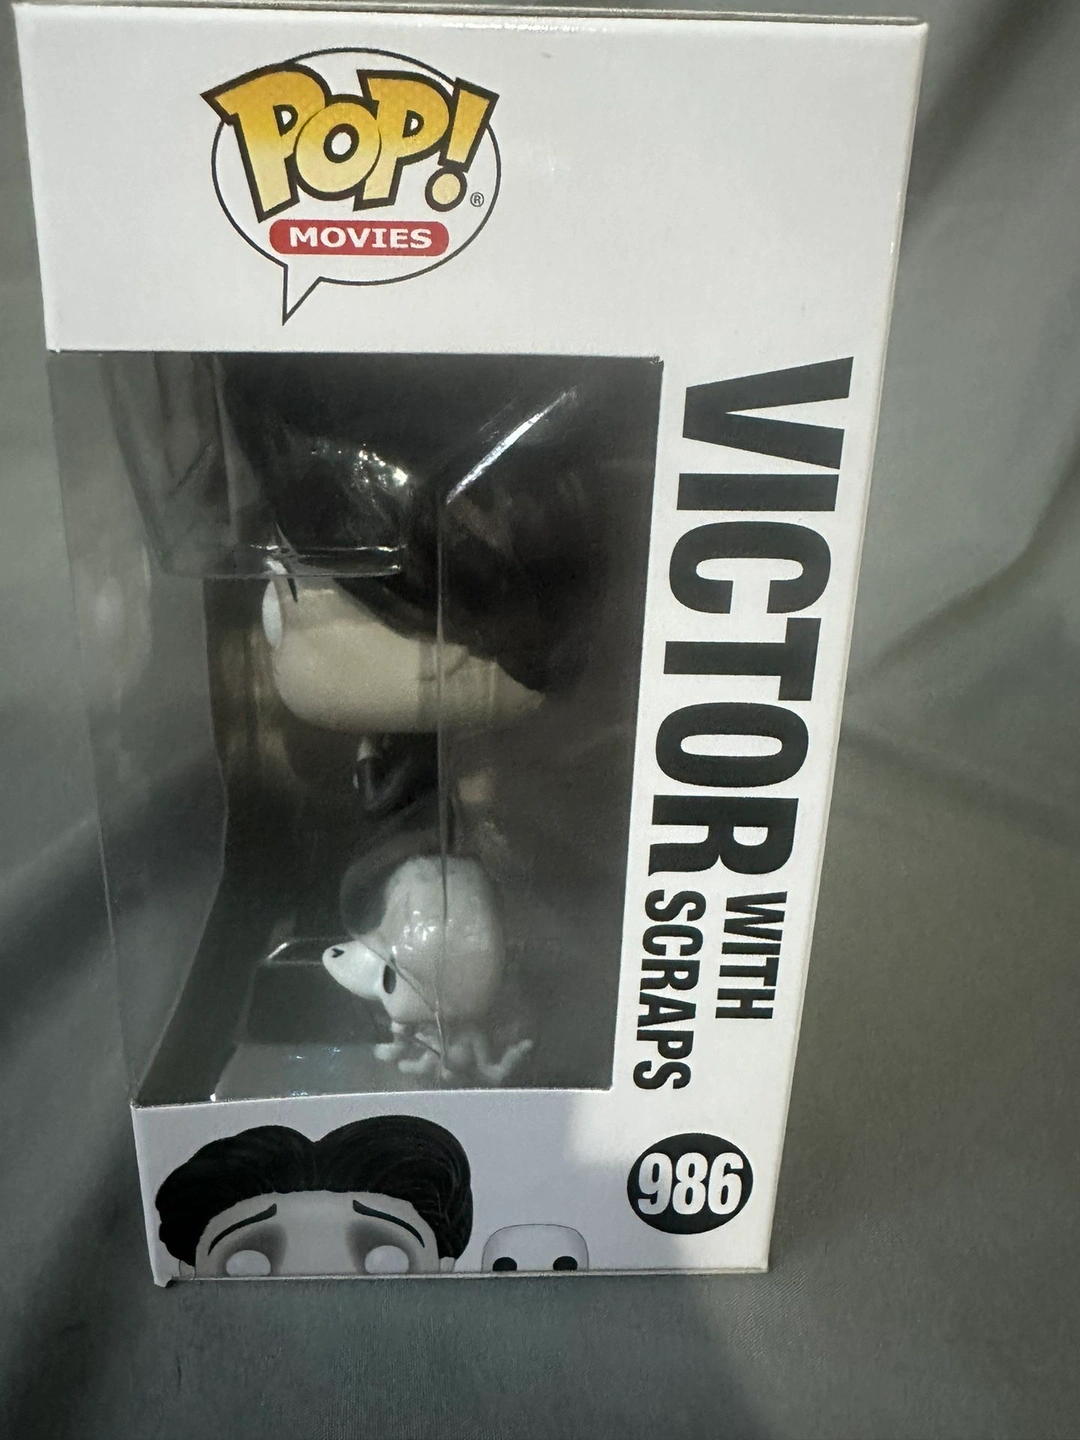 POP!®
MOVIES
VICTOR
WITH
SCRAPS
986